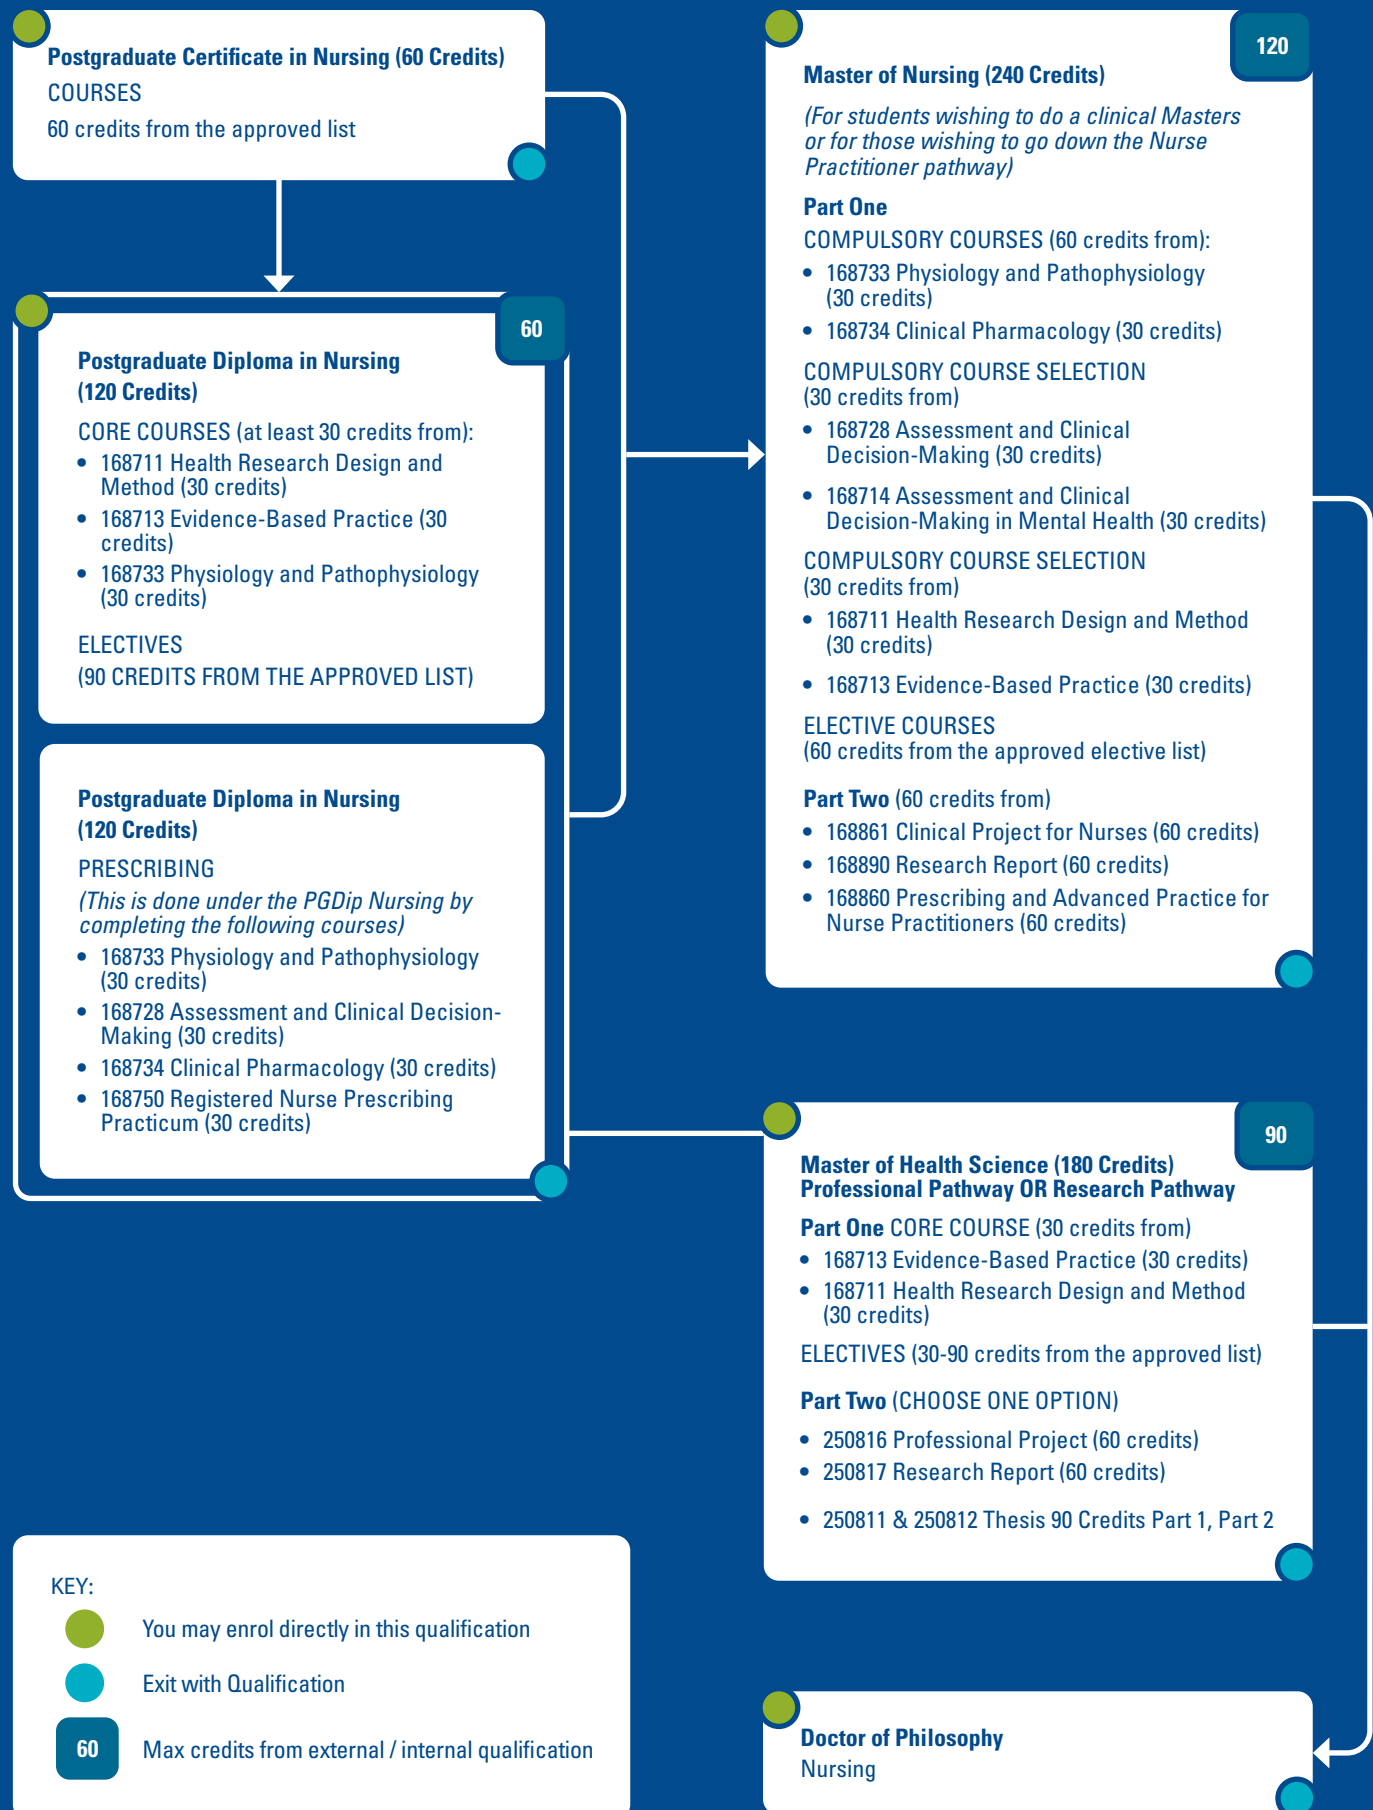 Postgraduate Certificate in Nursing (60 Credits)
COURSES
60 credits from the approved list
60
Postgraduate Diploma in Nursing
(120 Credits)
CORE COURSES (at least 30 credits from):
• 168711 Health Research Design and
Method (30 credits)
• 168713 Evidence-Based Practice (30
credits)
• 168733 Physiology and Pathophysiology
(30 credits)
ELECTIVES
(90 CREDITS FROM THE APPROVED LIST)
Postgraduate Diploma in Nursing
(120 Credits)
PRESCRIBING
(This is done under the PGDip Nursing by
completing the following courses)
• 168733 Physiology and Pathophysiology
(30 credits)
• 168728 Assessment and Clinical Decision-
Making (30 credits)
• 168734 Clinical Pharmacology (30 credits)
• 168750 Registered Nurse Prescribing
Practicum (30 credits)
120
Master of Nursing (240 Credits)
(For students wishing to do a clinical Masters
or for those wishing to go down the Nurse
Practitioner pathway)
Part One
COMPULSORY COURSES (60 credits from):
• 168733 Physiology and Pathophysiology
(30 credits)
• 168734 Clinical Pharmacology (30 credits)
COMPULSORY COURSE SELECTION
(30 credits from)
• 168728 Assessment and Clinical
Decision-Making (30 credits)
• 168714 Assessment and Clinical
Decision-Making in Mental Health (30 credits)
COMPULSORY COURSE SELECTION
(30 credits from)
• 168711 Health Research Design and Method
(30 credits)
• 168713 Evidence-Based Practice (30 credits)
ELECTIVE COURSES
(60 credits from the approved elective list)
Part Two (60 credits from)
• 168861 Clinical Project for Nurses (60 credits)
• 168890 Research Report (60 credits)
• 168860 Prescribing and Advanced Practice for
Nurse Practitioners (60 credits)
90
Master of Health Science (180 Credits)
Professional Pathway OR Research Pathway
Part One CORE COURSE (30 credits from)
• 168713 Evidence-Based Practice (30 credits)
• 168711 Health Research Design and Method
(30 credits)
ELECTIVES (30-90 credits from the approved list)
Part Two (CHOOSE ONE OPTION)
• 250816 Professional Project (60 credits)
• 250817 Research Report (60 credits)
• 250811 & 250812 Thesis 90 Credits Part 1, Part 2
KEY:
You may enrol directly in this qualification
Exit with Qualification
60 Max credits from external / internal qualification
Doctor of Philosophy
Nursing